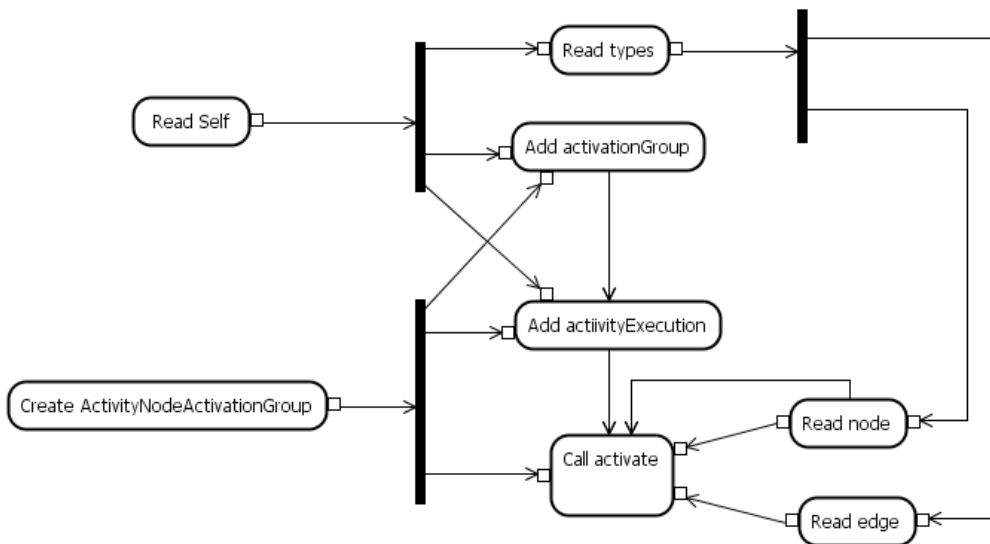 Read types
Read Self
Add activationGroup
Add actiivityExecution
Create ActivityNodeActivationGroup
Read node
Call activate
Read edge